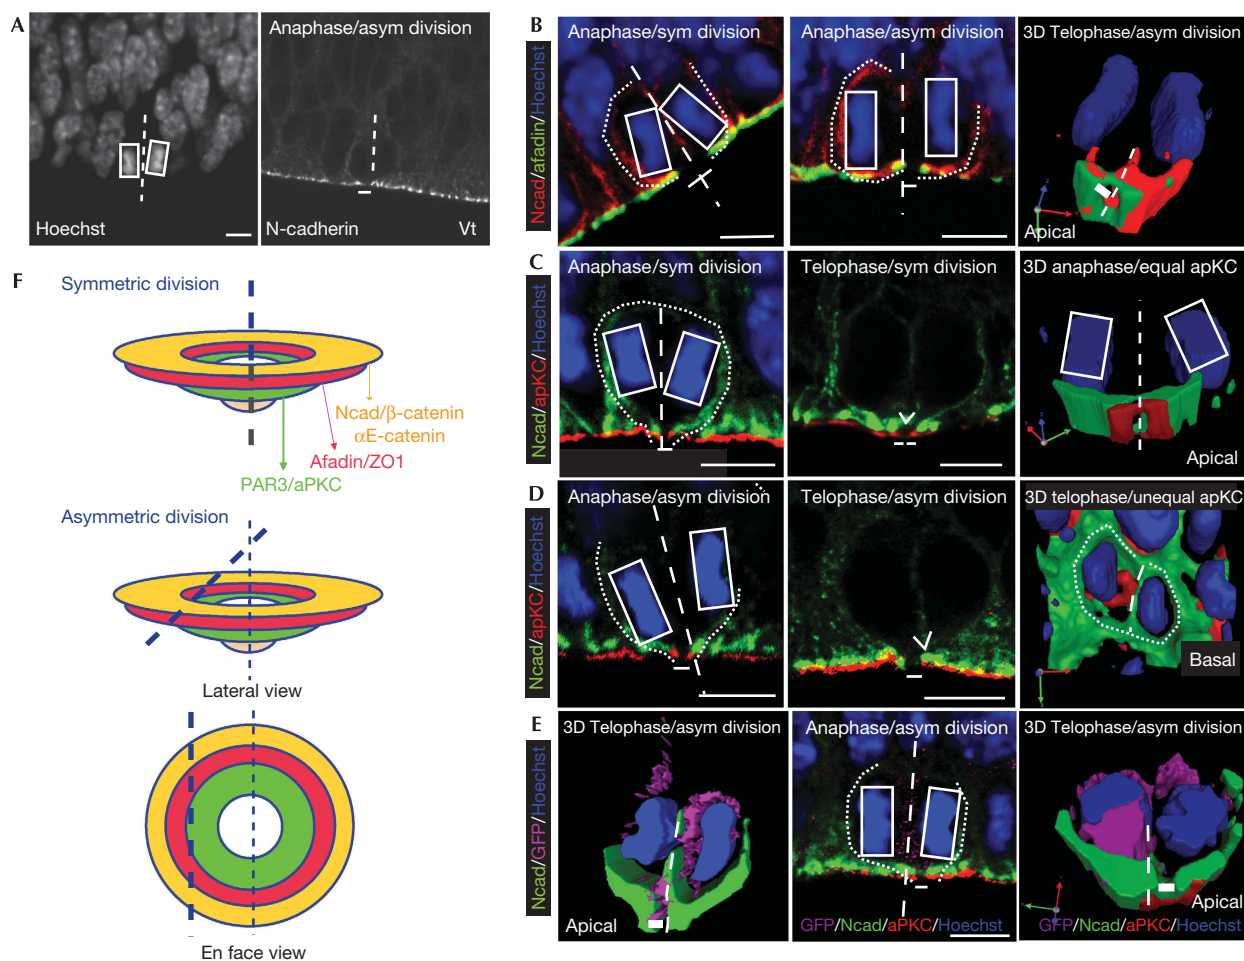 A
Hoechst
Anaphase/asym division
N-cadherin
Vt
B
Ncad/afadin/Hoechst
Anaphase/sym division
Anaphase/asym division
3D Telophase/asym division
Apical
C
Ncad/apKC/Hoechst
Anaphase/sym division
Telophase/sym division
3D anaphase/equal apKC
Apical
D
Ncad/apKC/Hoechst
Anaphase/asym division
Telophase/asym division
3D telophase/unequal apKC
Basal
E
Ncad/GFP/Hoechst
3D Telophase/asym division
Apical
Anaphase/asym division
GFP/Ncad/aPKC/Hoechst
3D Telophase/asym division
Apical
GFP/Ncad/aPKC/Hoechst
F
Symmetric division
Ncad/β-catenin
αE-catenin
Afadin/ZO1
PAR3/aPKC
Asymmetric division
Lateral view
En face view